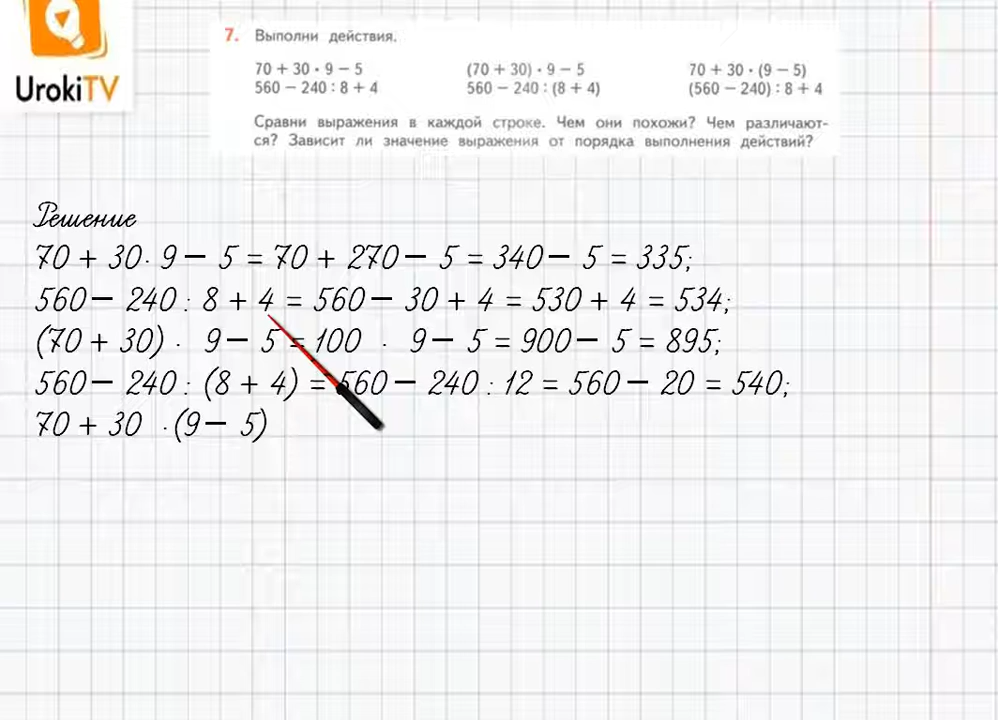 UrokiTV
7. Выполни действия.
70 + 30 · 9 − 5 (70 + 30) · 9 − 5 70 + 30 · (9 − 5)
560 − 240 : 8 + 4 560 − 240 : (8 + 4) (560 − 240) : 8 + 4
Сравни выражения в каждой строке. Чем они похожи? Чем различают-
ся? Зависит ли значение выражения от порядка выполнения действий?
Решение
70 + 30· 9 − 5 = 70 + 270 − 5 = 340 − 5 = 335;
560 − 240 : 8 + 4 = 560 − 30 + 4 = 530 + 4 = 534;
(70 + 30) · 9 − 5 = 100 · 9 − 5 = 900 − 5 = 895;
560 − 240 : (8 + 4) = 560 − 240 : 12 = 560 − 20 = 540;
70 + 30 ·(9 − 5)